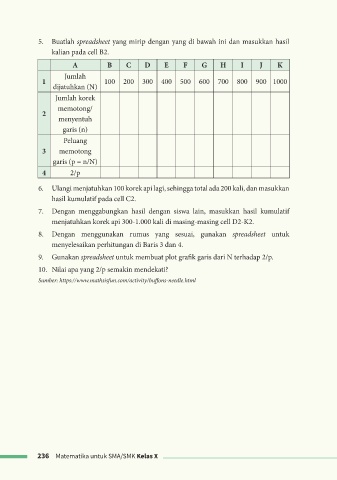 5. Buatlah spreadsheet yang mirip dengan yang di bawah ini dan masukkan hasil
kalian pada cell B2.
A B C D E F G H I J K
1 Jumlah dijatuhkan (N) 100 200 300 400 500 600 700 800 900 1000
2 Jumlah korek memotong/ menyentuh garis (n)
3 Peluang memotong garis (p = n/N)
4 2/p
6. Ulangi menjatuhkan 100 korek api lagi, sehingga total ada 200 kali, dan masukkan
hasil kumulatif pada cell C2.
7. Dengan menggabungkan hasil dengan siswa lain, masukkan hasil kumulatif
menjatuhkan korek api 300-1.000 kali di masing-masing cell D2-K2.
8. Dengan menggunakan rumus yang sesuai, gunakan spreadsheet untuk
menyelesaikan perhitungan di Baris 3 dan 4.
9. Gunakan spreadsheet untuk membuat plot grafik garis dari N terhadap 2/p.
10. Nilai apa yang 2/p semakin mendekati?
Sumber: https://www.mathsisfun.com/activity/buffons-needle.html
236 Matematika untuk SMA/SMK Kelas X